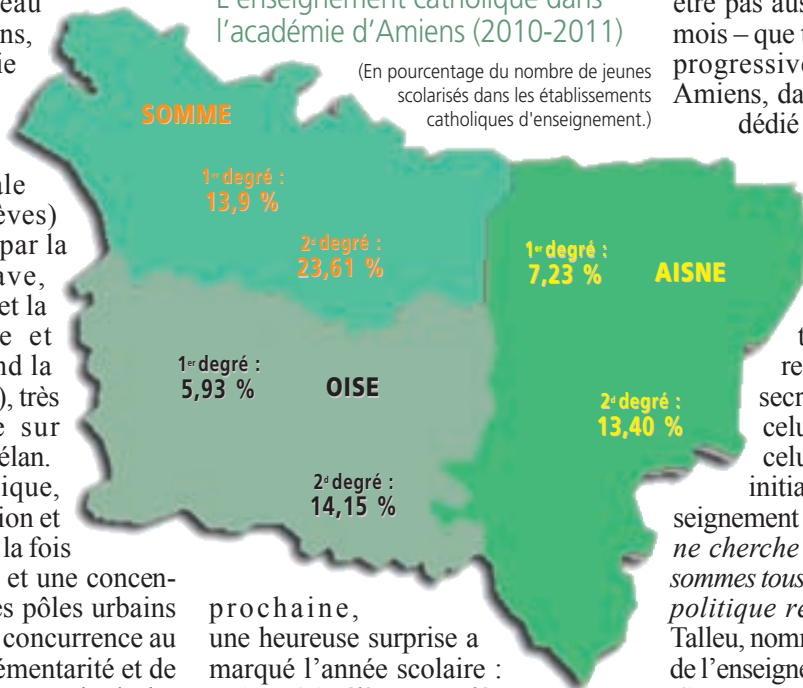 eau
ns,
ie
ale
èves)
par la
ave,
et la
e et
nd la
), très
e sur
élan.
ique,
ion et
la fois
et une concen-
es pôles urbains
concurrence au
émentarité et de
L'enseignement catholique dans
l'académie d'Amiens (2010-2011)
(En pourcentage du nombre de jeunes
scolarisés dans les établissements
catholiques d'enseignement.)
SOMME
1er degré :
13,9 %
2d degré :
23,61 %
1er degré :
7,23 %
AISNE
2d degré :
13,40 %
1er degré :
5,93 %
OISE
2d degré :
14,15 %
prochaine,
une heureuse surprise a
marqué l'année scolaire :
être pas aus
mois – que t
progressive
Amiens, da
dédié
t
re
secr
celu
celu
initia
seignement
ne cherche
sommes tous
politique ré
Talleu, nomm
de l'enseigne